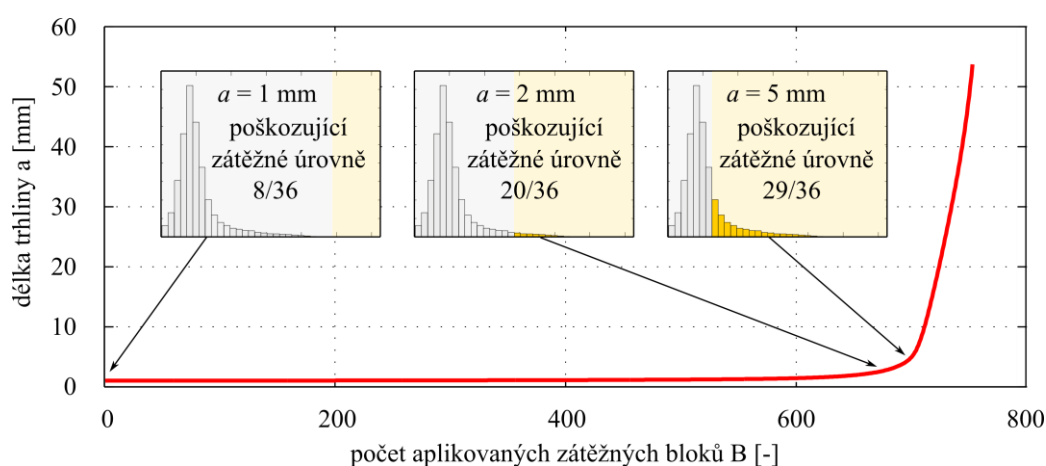 60
50
40
30
20
10
0
délka trhliny a [mm]
a = 1 mm
poškozující
zátěžné úrovně
8/36
a = 2 mm
poškozující
zátěžné úrovně
20/36
a = 5 mm
poškozující
zátěžné úrovně
29/36
0 200 400 600 800
počet aplikovaných zátěžných bloků B [-]